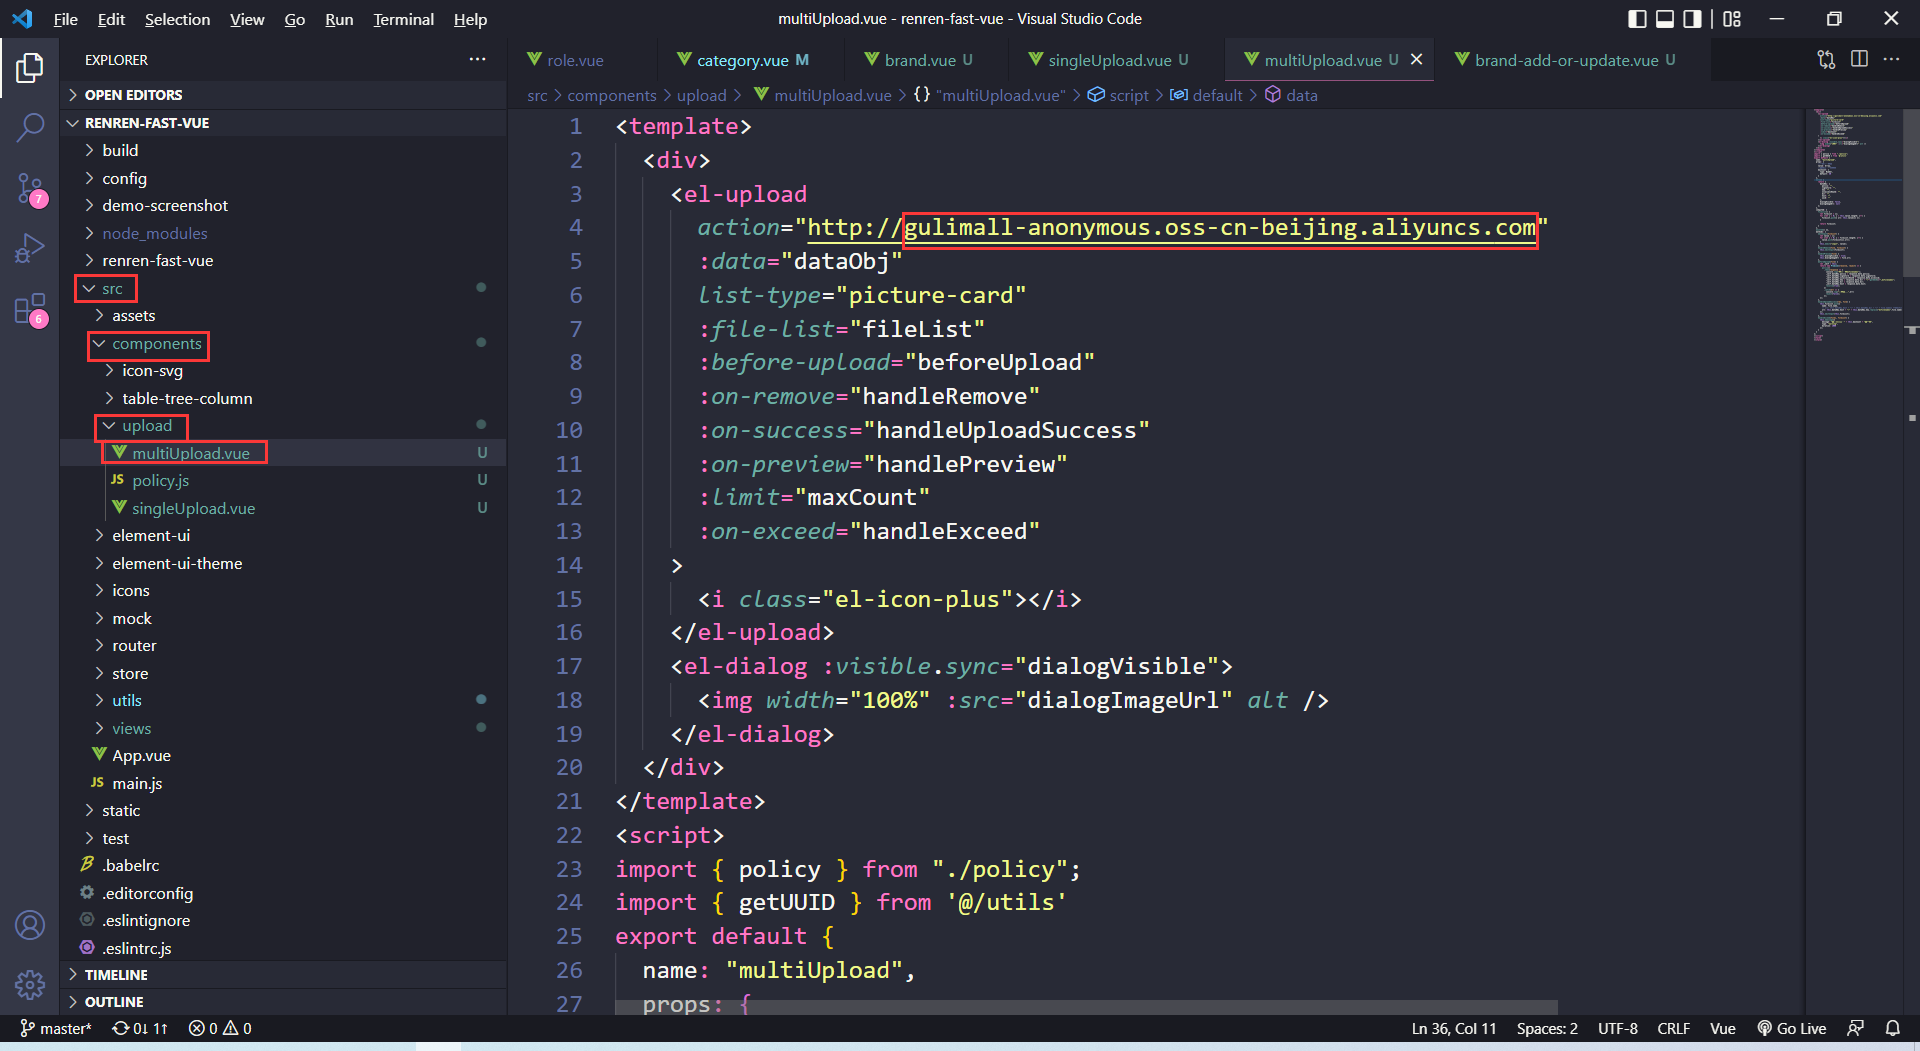 File Edit Selection View Go Run Terminal Help
multiUpload.vue - renren-fast-vue - Visual Studio Code
EXPLORER
OPEN EDITORS
RENREN-FAST-VUE
build
config
demo-screenshot
node_modules
renren-fast-vue
src
assets
components
icon-svg
table-tree-column
upload
multiUpload.vue U
JS policy.js U
singleUpload.vue U
element-ui
element-ui-theme
icons
mock
router
store
utils
views
App.vue
JS main.js
static
test
.babelrc
.editorconfig
.eslintignore
.eslintrc.js
TIMELINE
OUTLINE
7
6
role.vue category.vue M brand.vue U singleUpload.vue U multiUpload.vue U brand-add-or-update.vue U
src > components > upload > multiUpload.vue > {} "multiUpload.vue" > script > default > data
1 <template>
2 <div>
3 <el-upload
4 action="http://gulimall-anonymous.oss-cn-beijing.aliyuncs.com"
5 :data="dataObj"
6 list-type="picture-card"
7 :file-list="fileList"
8 :before-upload="beforeUpload"
9 :on-remove="handleRemove"
10 :on-success="handleUploadSuccess"
11 :on-preview="handlePreview"
12 :limit="maxCount"
13 :on-exceed="handleExceed"
14 >
15 <i class="el-icon-plus"></i>
16 </el-upload>
17 <el-dialog :visible.sync="dialogVisible">
18 <img width="100%" :src="dialogImageUrl" alt />
19 </el-dialog>
20 </div>
21 </template>
22 <script>
23 import { policy } from "./policy";
24 import { getUUID } from '@/utils'
25 export default {
26 name: "multiUpload",
27 props: {
master* 0↓ 1↑ 0 0
Ln 36, Col 11 Spaces: 2 UTF-8 CRLF Vue Go Live